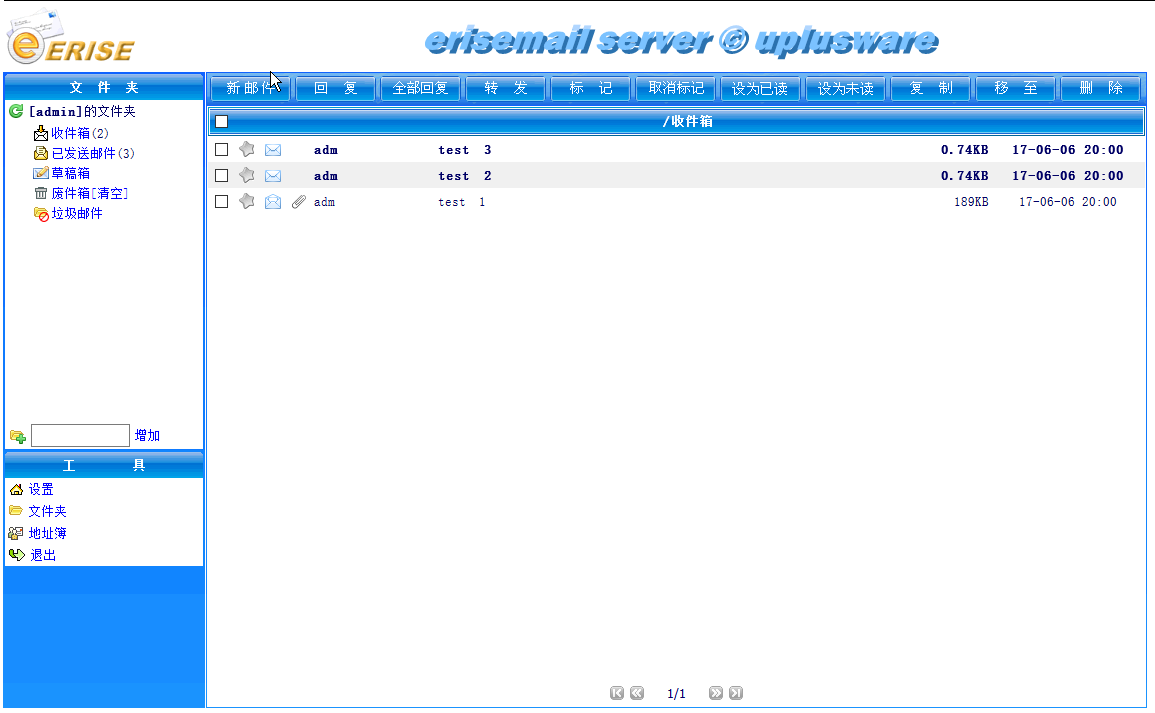 ERISE
erisemail server @ uplusware
文 件 夹
[admin]的文件夹
收件箱(2)
已发送邮件(3)
草稿箱
废件箱[清空]
垃圾邮件
增加
工 具
设置
文件夹
地址簿
退出
新 邮 件 回 复 全部回复 转 发 标 记 取消标记 设为已读 设为未读 复 制 移 至 删 除
/收件箱
adm test 3 0.74KB 17-06-06 20:00
adm test 2 0.74KB 17-06-06 20:00
adm test 1 189KB 17-06-06 20:00
1/1